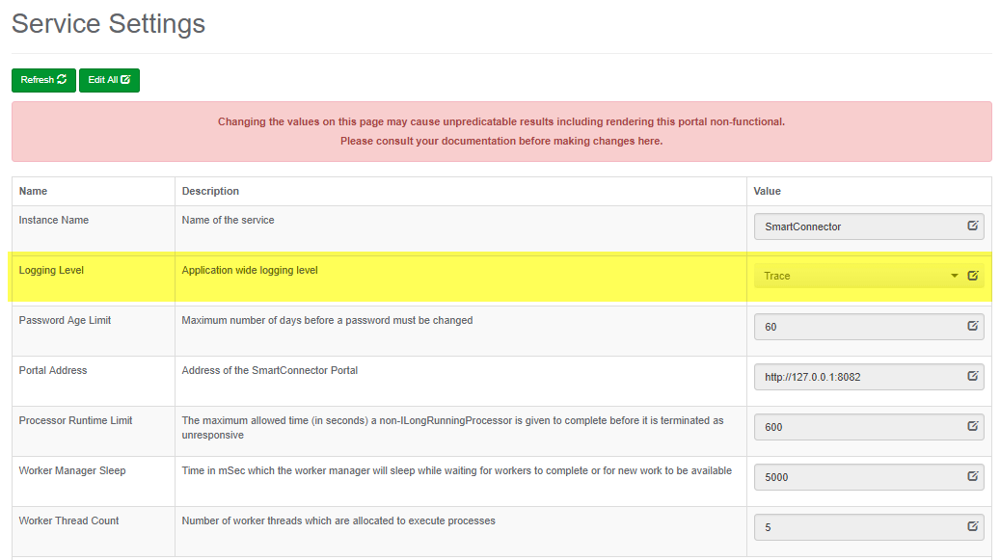 Service Settings
Refresh
Edit All
Changing the values on this page may cause unpredicatable results including rendering this portal non-functional.
Please consult your documentation before making changes here.
Name Description Value
Instance Name Name of the service SmartConnector
Logging Level Application wide logging level Trace
Password Age Limit Maximum number of days before a password must be changed 60
Portal Address Address of the SmartConnector Portal http://127.0.0.1:8082
Processor Runtime Limit The maximum allowed time (in seconds) a non-ILongRunningProcessor is given to complete before it is terminated as
unresponsive 600
Worker Manager Sleep Time in mSec which the worker manager will sleep while waiting for workers to complete or for new work to be available 5000
Worker Thread Count Number of worker threads which are allocated to execute processes 5